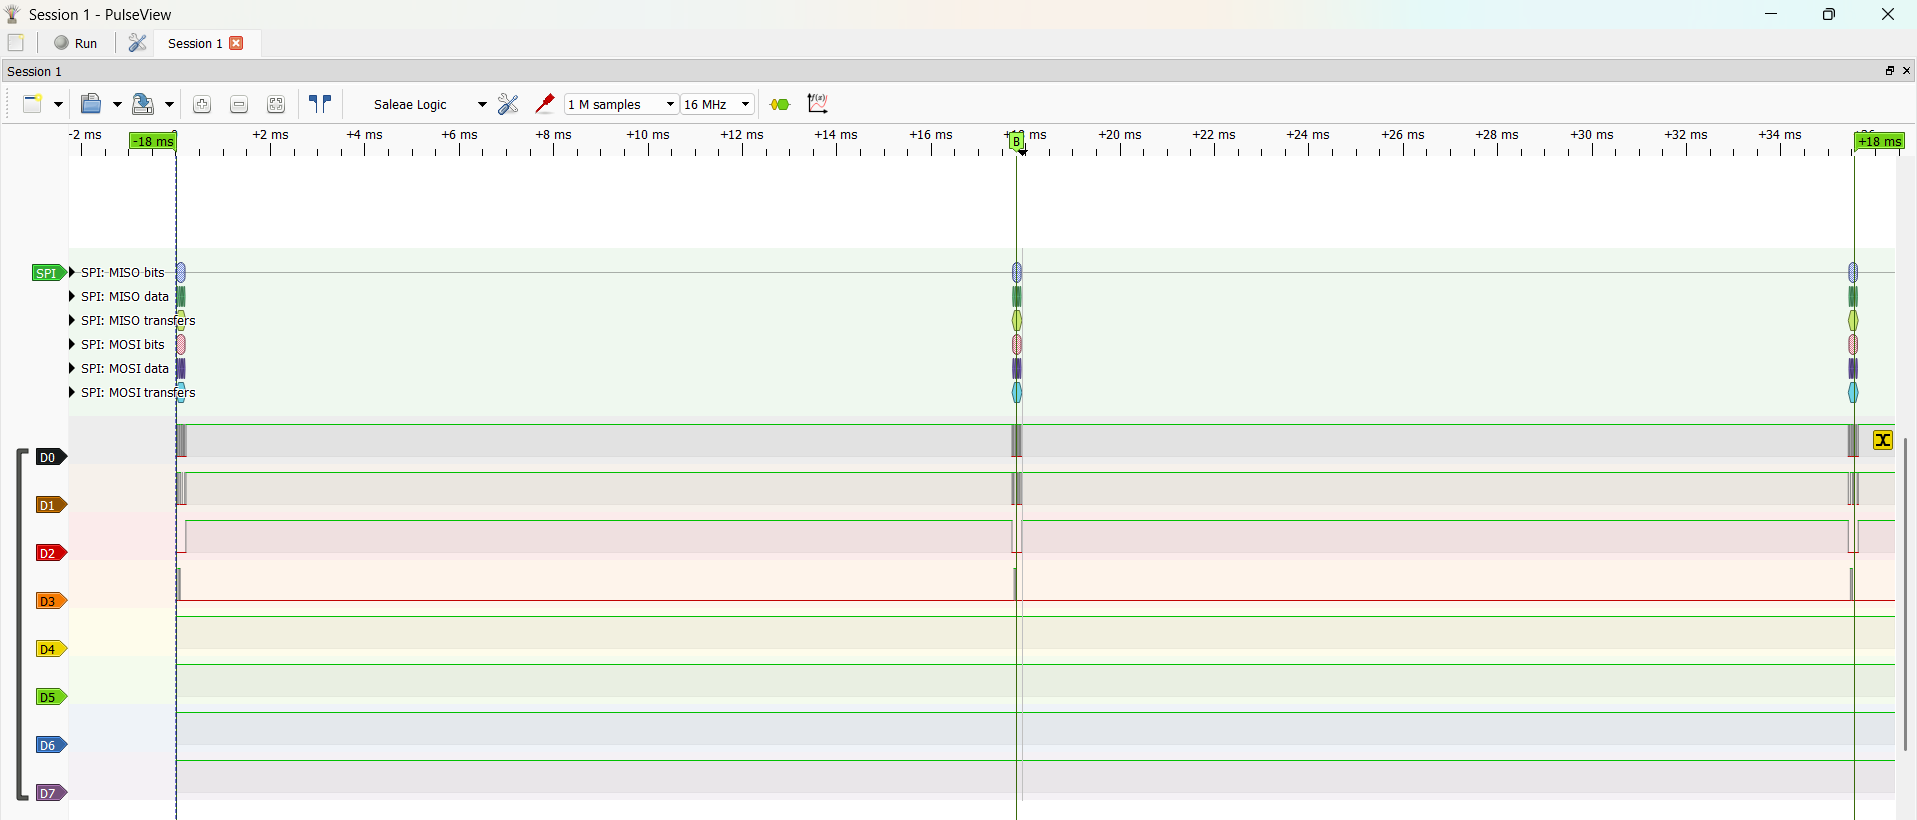 Session 1 - PulseView
Run
Session 1
Session 1
Saleae Logic
1 M samples
16 MHz
f(x)
-2 ms
+2 ms
+4 ms
+6 ms
+8 ms
+10 ms
+12 ms
+14 ms
+16 ms
+20 ms
+22 ms
+24 ms
+26 ms
+28 ms
+30 ms
+32 ms
+34 ms
-18 ms
B
+18 ms
SPI
SPI: MISO bits
SPI: MISO data
SPI: MISO transfers
SPI: MOSI bits
SPI: MOSI data
SPI: MOSI transfers
D0
D1
D2
D3
D4
D5
D6
D7